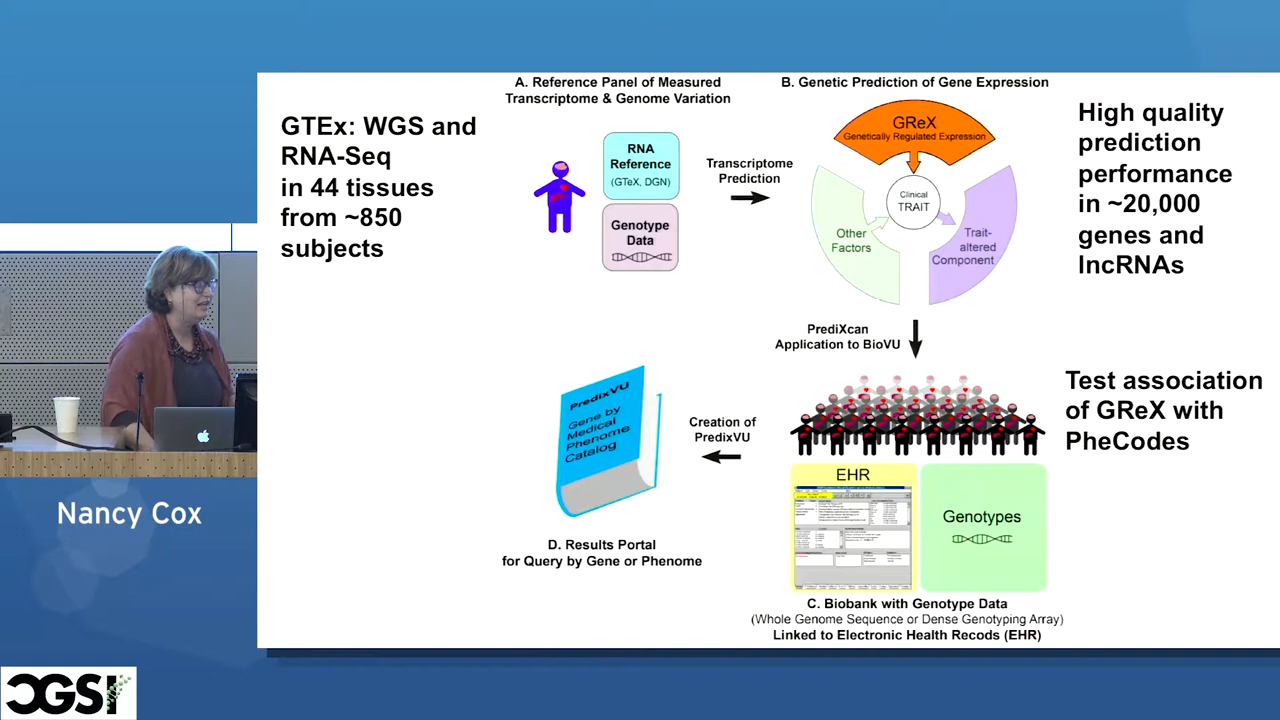 A. Reference Panel of Measured
Transcriptome & Genome Variation
B. Genetic Prediction of Gene Expression
GTEx: WGS and
RNA-Seq
in 44 tissues
from ~850
subjects
RNA
Reference
(GTeX, DGN)
Genotype
Data
Transcriptome
Prediction
GReX
Genetically Regulated Expression
Clinical
TRAIT
Other
Factors
Trait-
altered
Component
High quality
prediction
performance
in ~20,000
genes and
lncRNAs
PrediXcan
Application to BioVU
Test association
of GReX with
PheCodes
PredixVU
Gene by
Medical
Phenome
Catalog
Creation of
PredixVU
EHR
Genotypes
D. Results Portal
for Query by Gene or Phenome
C. Biobank with Genotype Data
(Whole Genome Sequence or Dense Genotyping Array)
Linked to Electronic Health Recods (EHR)
Nancy Cox
CGSI